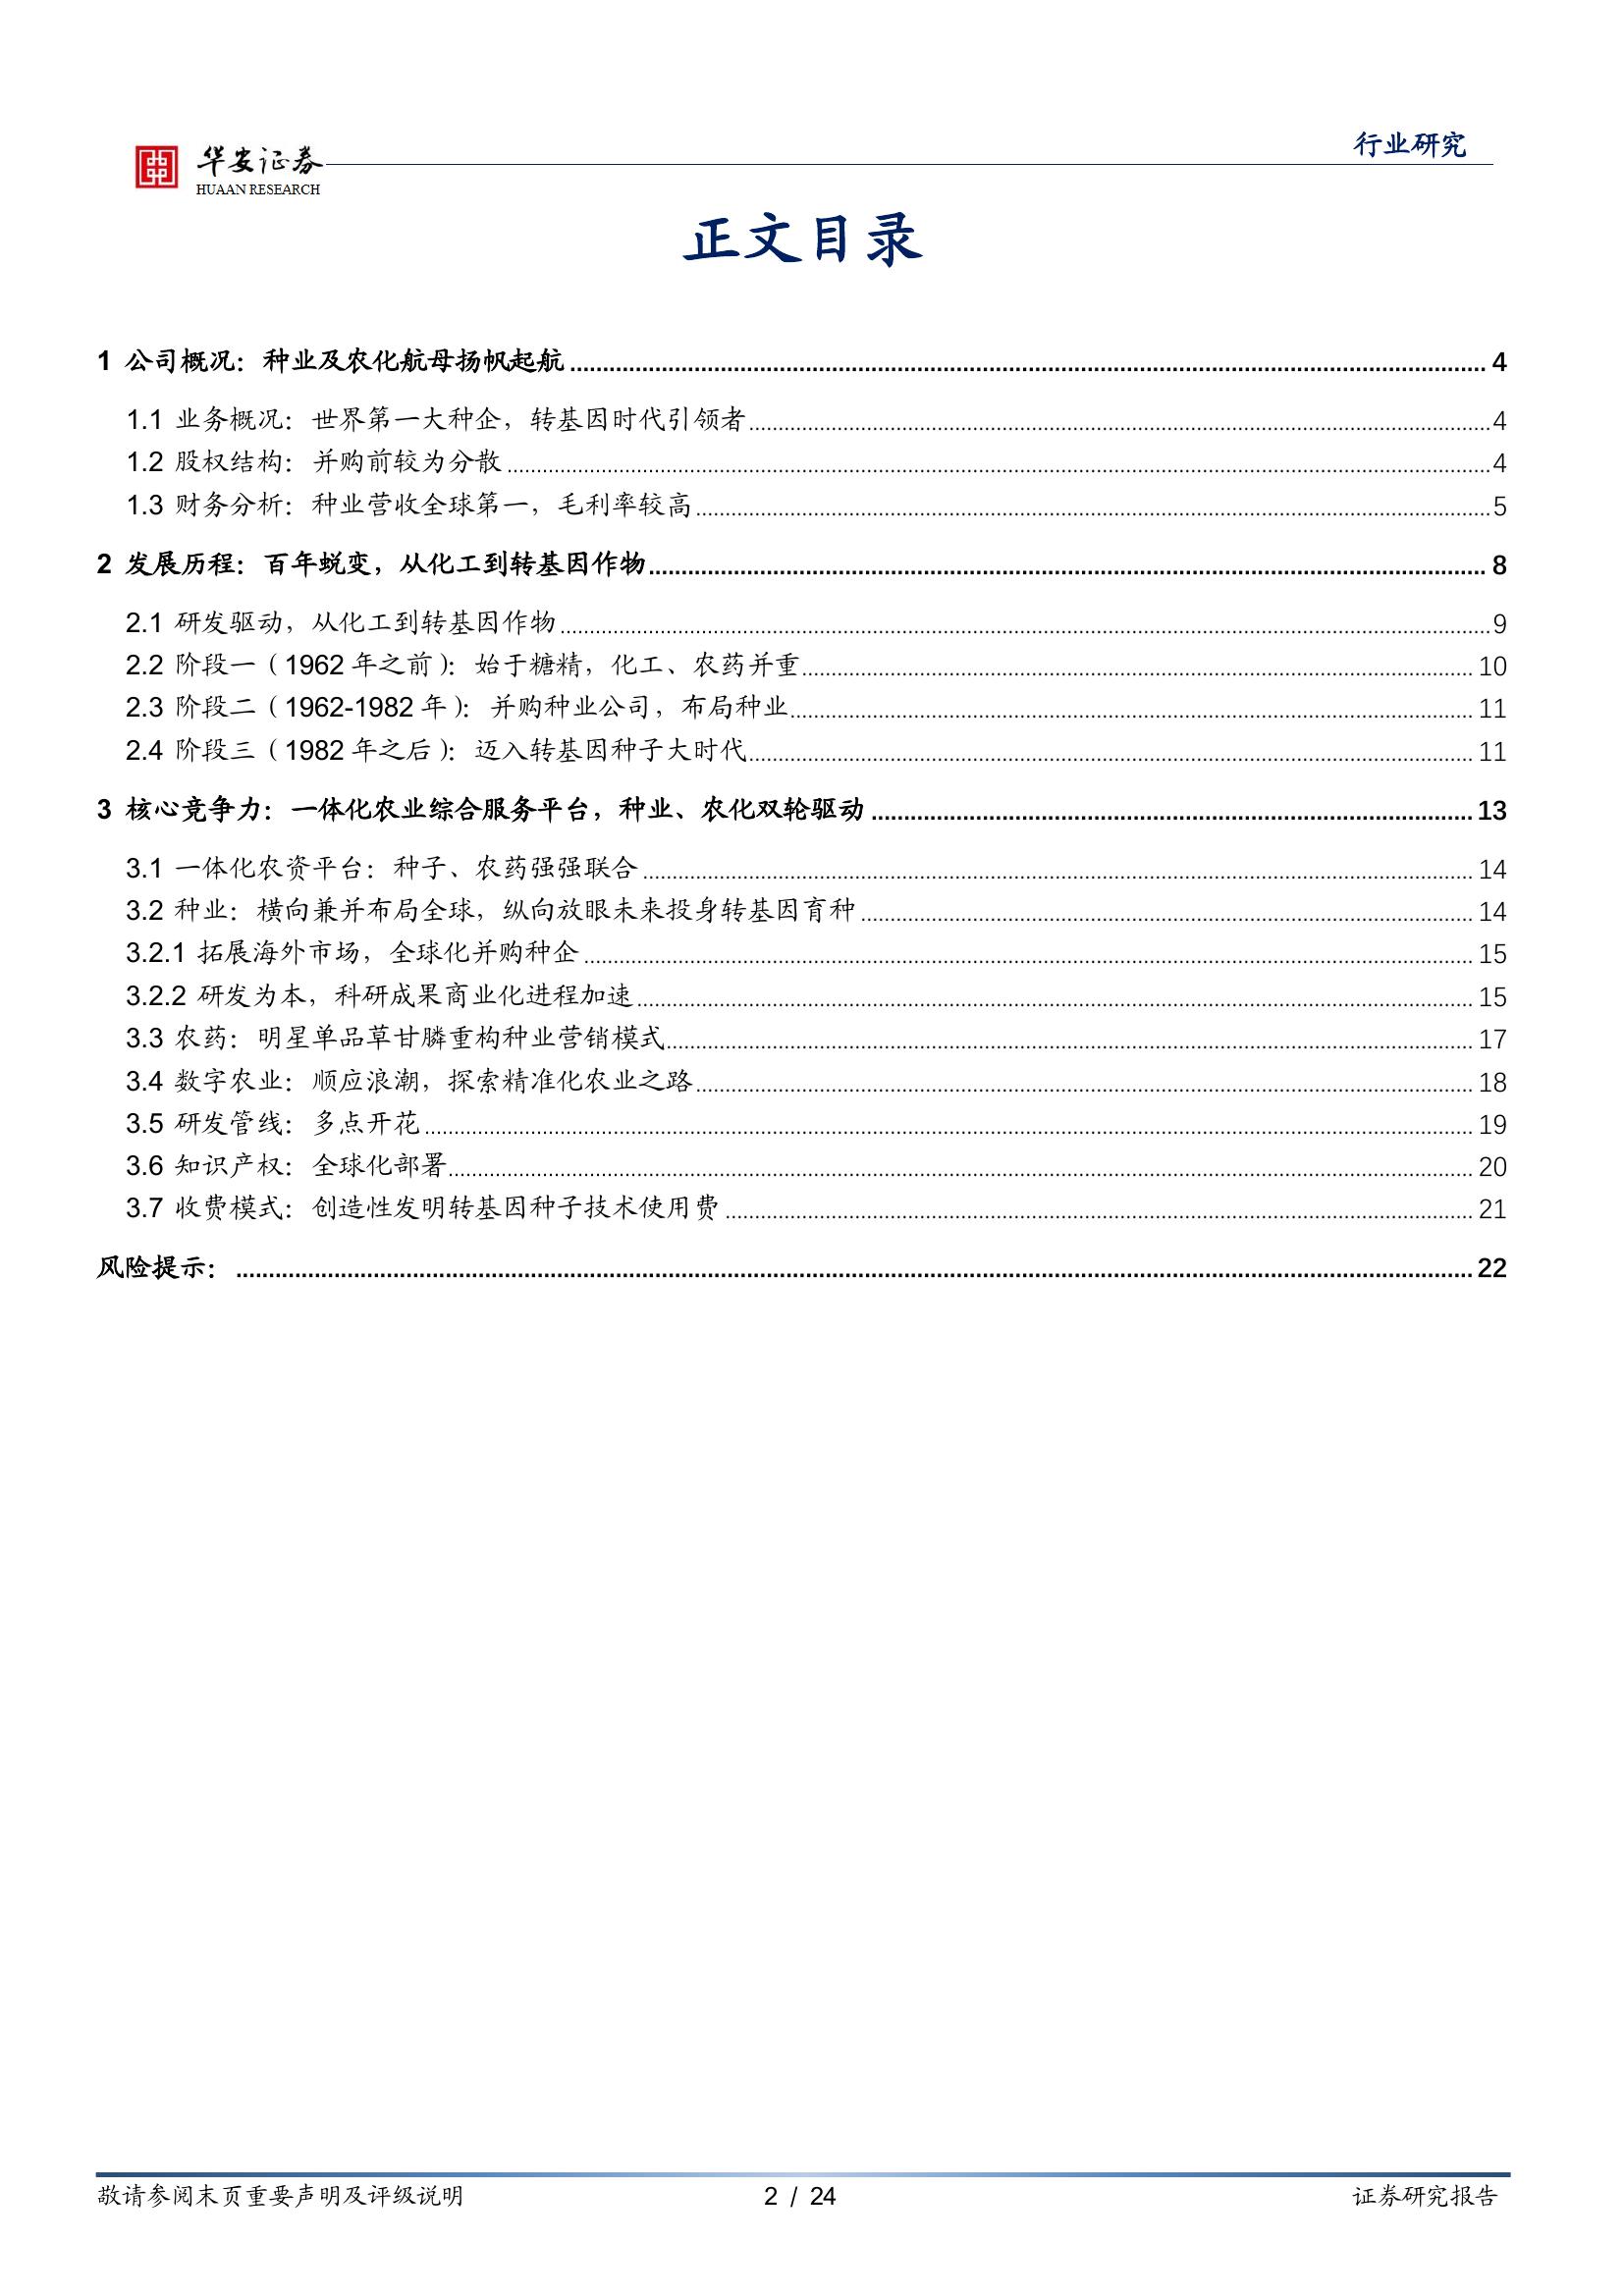 行业研究
华安证券
HUAAN RESEARCH
正文目录
1 公司概况：种业及农化航母扬帆起航 4
1.1 业务概况：世界第一大种企，转基因时代引领者 4
1.2 股权结构：并购前较为分散 4
1.3 财务分析：种业营收全球第一，毛利率较高 5
2 发展历程：百年蜕变，从化工到转基因作物 8
2.1 研发驱动，从化工到转基因作物 9
2.2 阶段一（1962 年之前）：始于糖精，化工、农药并重 10
2.3 阶段二（1962-1982 年）：并购种业公司，布局种业 11
2.4 阶段三（1982 年之后）：迈入转基因种子大时代 11
3 核心竞争力：一体化农业综合服务平台，种业、农化双轮驱动 13
3.1 一体化农资平台：种子、农药强强联合 14
3.2 种业：横向兼并布局全球，纵向放眼未来投身转基因育种 14
3.2.1 拓展海外市场，全球化并购种企 15
3.2.2 研发为本，科研成果商业化进程加速 15
3.3 农药：明星单品草甘膦重构种业营销模式 17
3.4 数字农业：顺应浪潮，探索精准化农业之路 18
3.5 研发管线：多点开花 19
3.6 知识产权：全球化部署 20
3.7 收费模式：创造性发明转基因种子技术使用费 21
风险提示： 22
敬请参阅末页重要声明及评级说明 2 / 24 证券研究报告